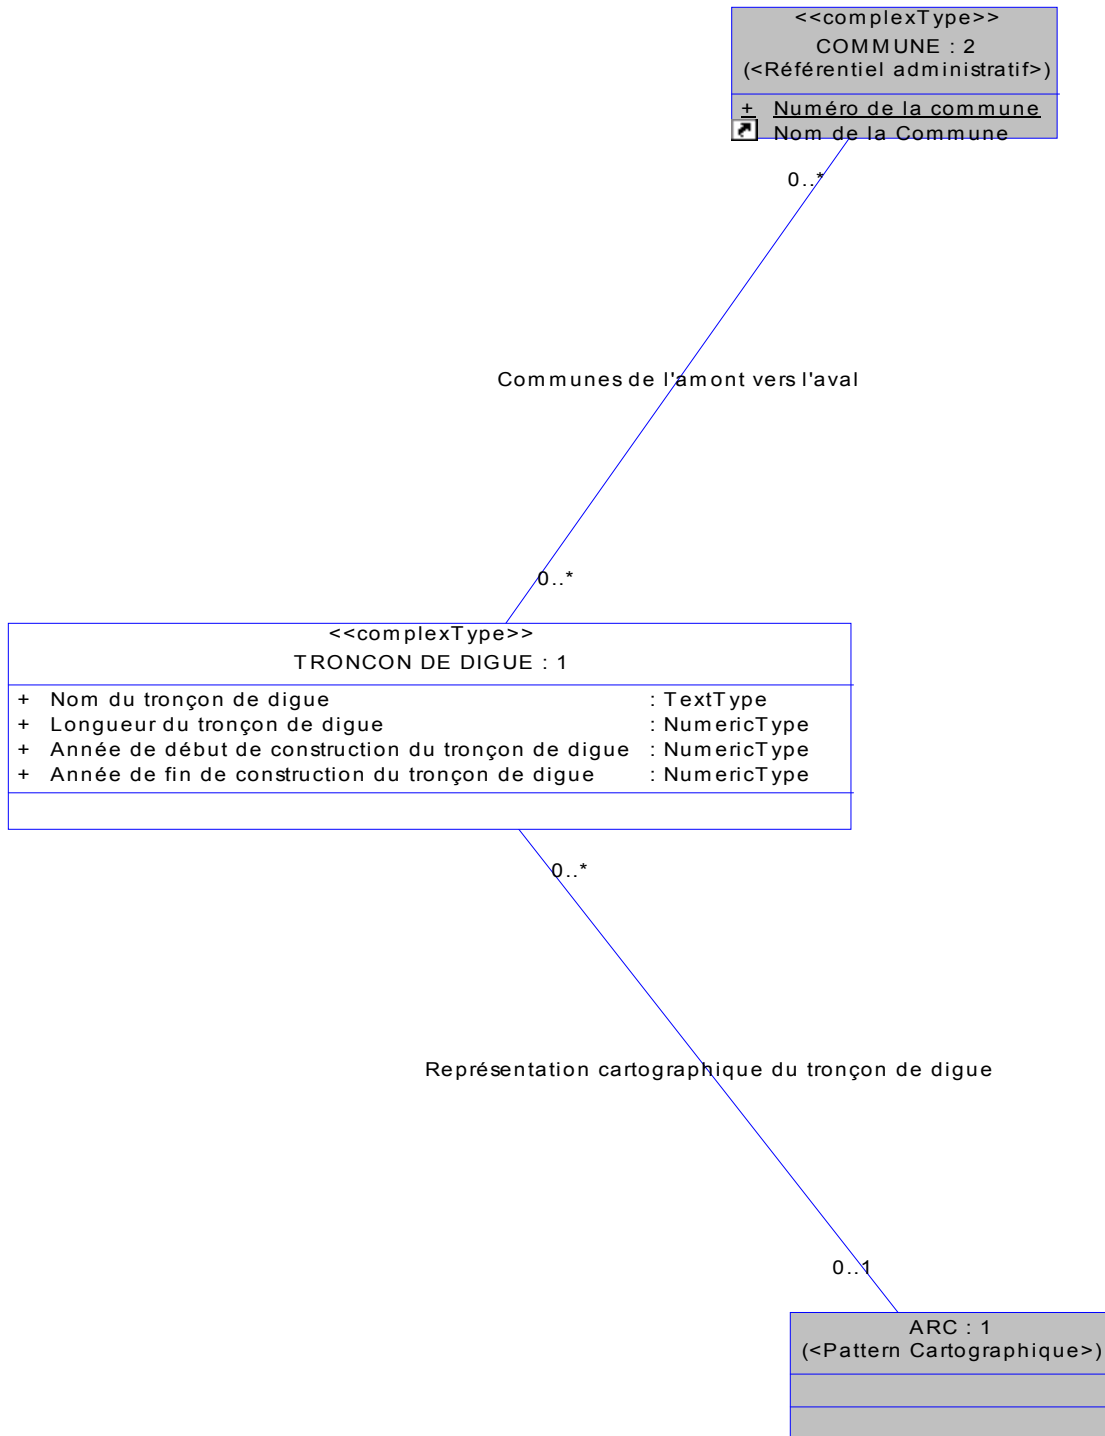 <<complexType>>
COMMUNE : 2
(<Référentiel administratif>)
+ Numéro de la commune
Nom de la Commune
0..*
Communes de l'amont vers l'aval
0..*
<<complexType>>
TRONCON DE DIGUE : 1
+ Nom du tronçon de digue : TextType
+ Longueur du tronçon de digue : NumericType
+ Année de début de construction du tronçon de digue : NumericType
+ Année de fin de construction du tronçon de digue : NumericType
0..*
Représentation cartographique du tronçon de digue
0..1
ARC : 1
(<Pattern Cartographique>)